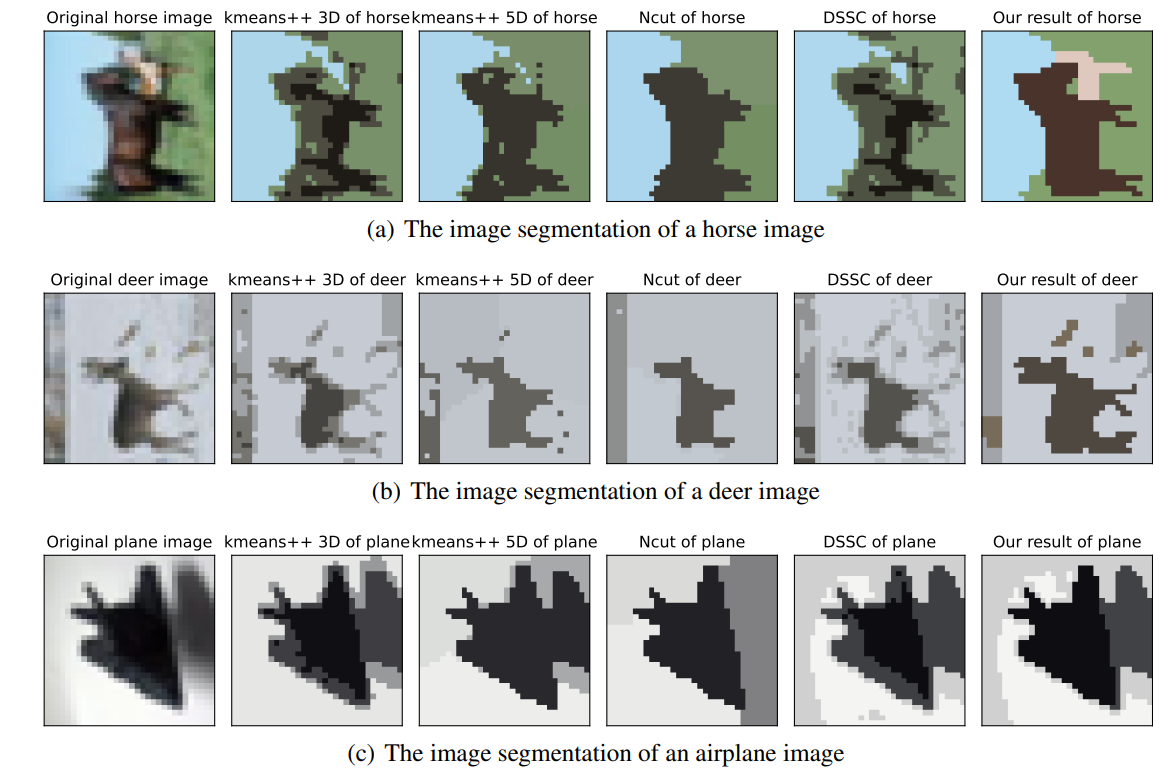 Original horse image kmeans++ 3D of horse kmeans++ 5D of horse Ncut of horse DSSC of horse Our result of horse
(a) The image segmentation of a horse image
Original deer image kmeans++ 3D of deer kmeans++ 5D of deer Ncut of deer DSSC of deer Our result of deer
(b) The image segmentation of a deer image
Original plane image kmeans++ 3D of plane kmeans++ 5D of plane Ncut of plane DSSC of plane Our result of plane
(c) The image segmentation of an airplane image